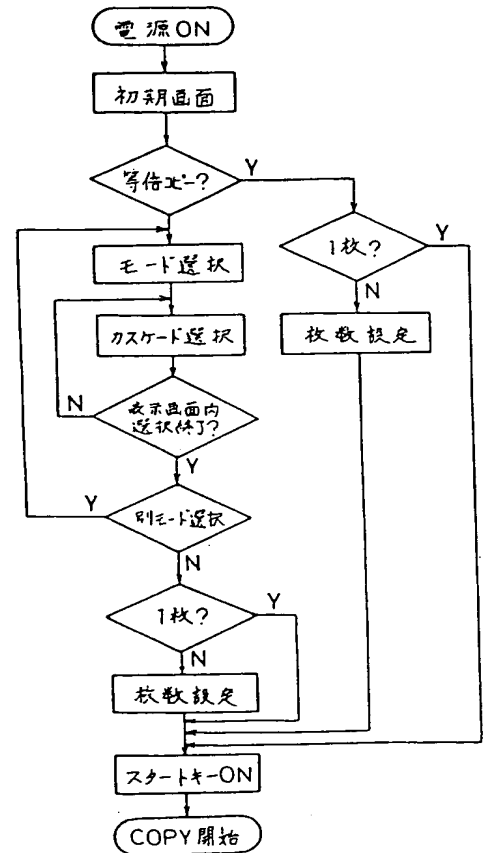 電源ON
初期画面
等倍コピー?
Y
1枚?
Y
N
枚数設定
モード選択
カスケード選択
表示画面内
選択終了?
N
Y
別モード選択
Y
N
1枚?
Y
N
枚数設定
スタートキーON
COPY開始